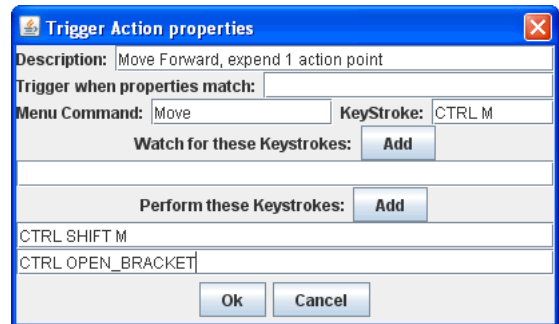 Trigger Action properties
Description: Move Forward, expend 1 action point
Trigger when properties match:
Menu Command: Move KeyStroke: CTRL M
Watch for these Keystrokes: Add
Perform these Keystrokes: Add
CTRL SHIFT M
CTRL OPEN_BRACKET
Ok Cancel